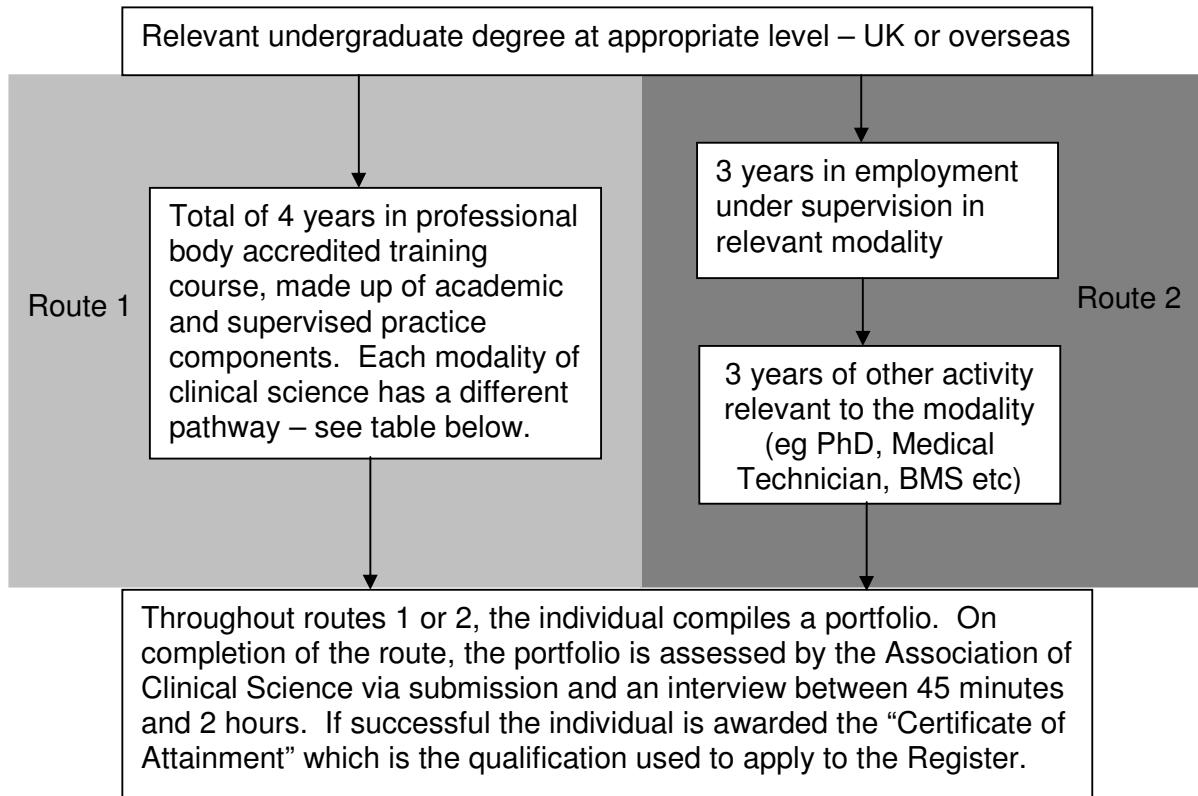 Relevant undergraduate degree at appropriate level – UK or overseas
Route 1
Total of 4 years in professional
body accredited training
course, made up of academic
and supervised practice
components.  Each modality of
clinical science has a different
pathway – see table below.
3 years in employment
under supervision in
relevant modality
Route 2
3 years of other activity
relevant to the modality
(eg PhD, Medical
Technician, BMS etc)
Throughout routes 1 or 2, the individual compiles a portfolio.  On
completion of the route, the portfolio is assessed by the Association of
Clinical Science via submission and an interview between 45 minutes
and 2 hours.  If successful the individual is awarded the “Certificate of
Attainment” which is the qualification used to apply to the Register.